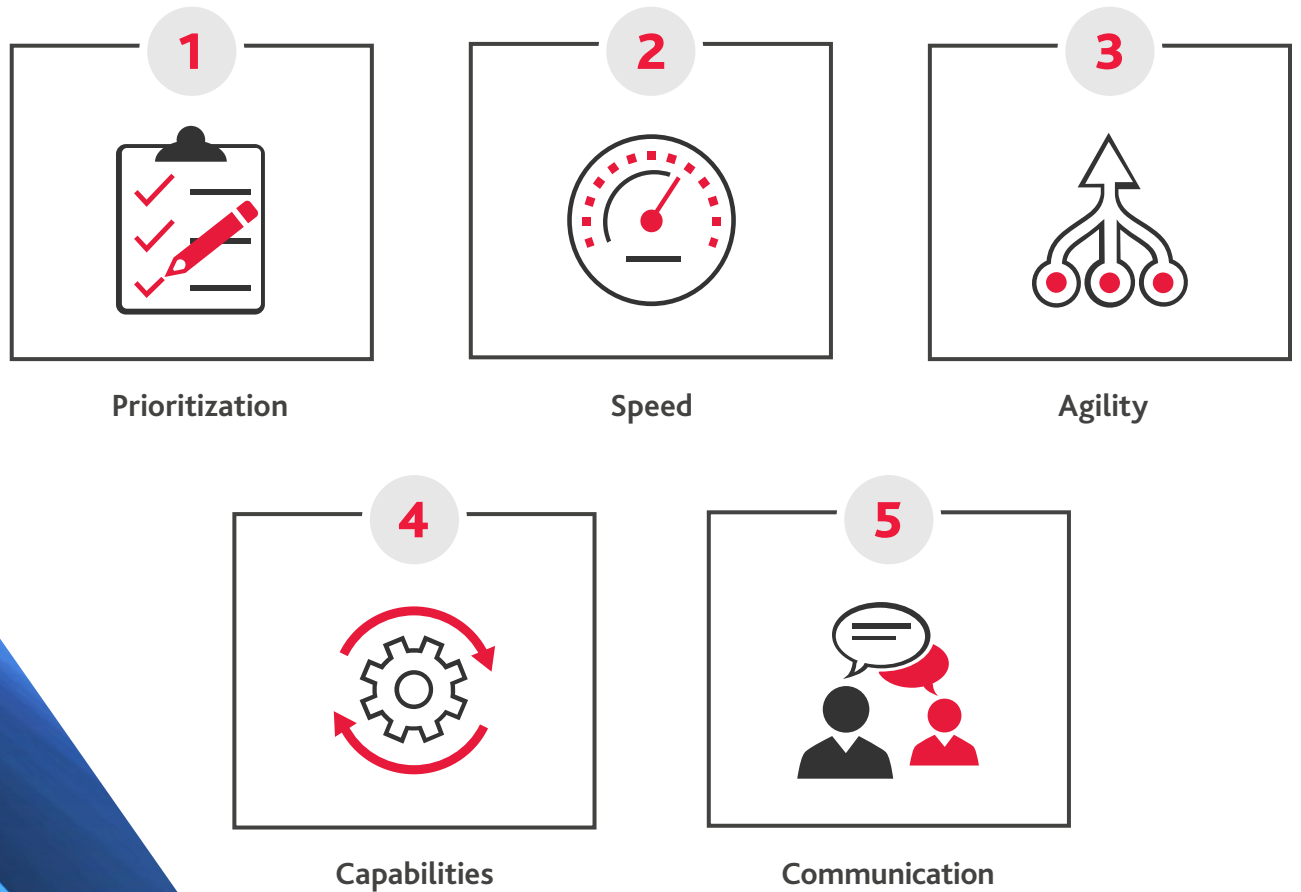 1
2
3
Prioritization
Speed
Agility
4
5
Capabilities
Communication